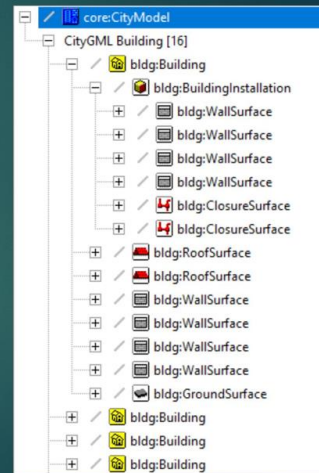 core:CityModel
CityGML Building [16]
bldg:Building
bldg:BuildingInstallation
bldg:WallSurface
bldg:WallSurface
bldg:WallSurface
bldg:WallSurface
bldg:ClosureSurface
bldg:ClosureSurface
bldg:RoofSurface
bldg:RoofSurface
bldg:WallSurface
bldg:WallSurface
bldg:WallSurface
bldg:WallSurface
bldg:GroundSurface
bldg:Building
bldg:Building
bldg:Building